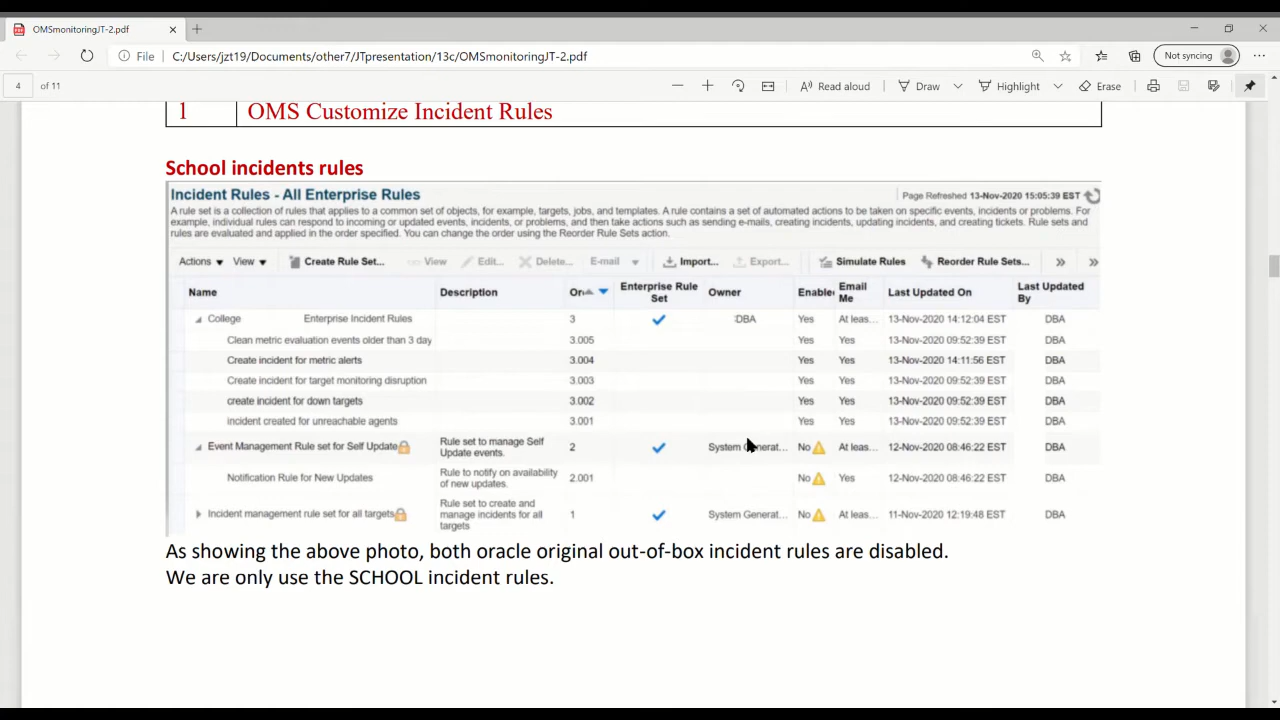 OMSmonitoringJT-2.pdf
File C:/Users/jzt19/Documents/other7/JTpresentation/13c/OMSmonitoringJT-2.pdf Not syncing
4 of 11 Read aloud Draw Highlight Erase
1 OMS Customize Incident Rules
School incidents rules
Incident Rules - All Enterprise Rules Page Refreshed 13-Nov-2020 15:05:39 EST
A rule set is a collection of rules that applies to a common set of objects, for example, targets, jobs, and templates. A rule contains a set of automated actions to be taken on specific events, incidents or problems. For
example, individual rules can respond to incoming or updated events, incidents, or problems, and then take actions such as sending e-mails, creating incidents, updating incidents, and creating tickets. Rule sets and
rules are evaluated and applied in the order specified. You can change the order using the Reorder Rule Sets action.
Actions View Create Rule Set... View Edit... Delete... E-mail Import... Export... Simulate Rules Reorder Rule Sets...
Name Description Or Enterprise Rule Set Owner Enabled Email Me Last Updated On Last Updated By
College Enterprise Incident Rules 3 DBA Yes At leas... 13-Nov-2020 14:12:04 EST DBA
Clean metric evaluation events older than 3 day 3.005 Yes Yes 13-Nov-2020 09:52:39 EST DBA
Create incident for metric alerts 3.004 Yes Yes 13-Nov-2020 14:11:56 EST DBA
Create incident for target monitoring disruption 3.003 Yes Yes 13-Nov-2020 09:52:39 EST DBA
create incident for down targets 3.002 Yes Yes 13-Nov-2020 09:52:39 EST DBA
incident created for unreachable agents 3.001 Yes Yes 13-Nov-2020 09:52:39 EST DBA
Event Management Rule set for Self Update Rule set to manage Self Update events. 2 System Generat... No At leas... 12-Nov-2020 08:46:22 EST DBA
Notification Rule for New Updates Rule to notify on availability of new updates. 2.001 No Yes 12-Nov-2020 08:46:22 EST DBA
Incident management rule set for all targets Rule set to create and manage incidents for all targets 1 System Generat... No At leas... 11-Nov-2020 12:19:48 EST DBA
As showing the above photo, both oracle original out-of-box incident rules are disabled.
We are only use the SCHOOL incident rules.